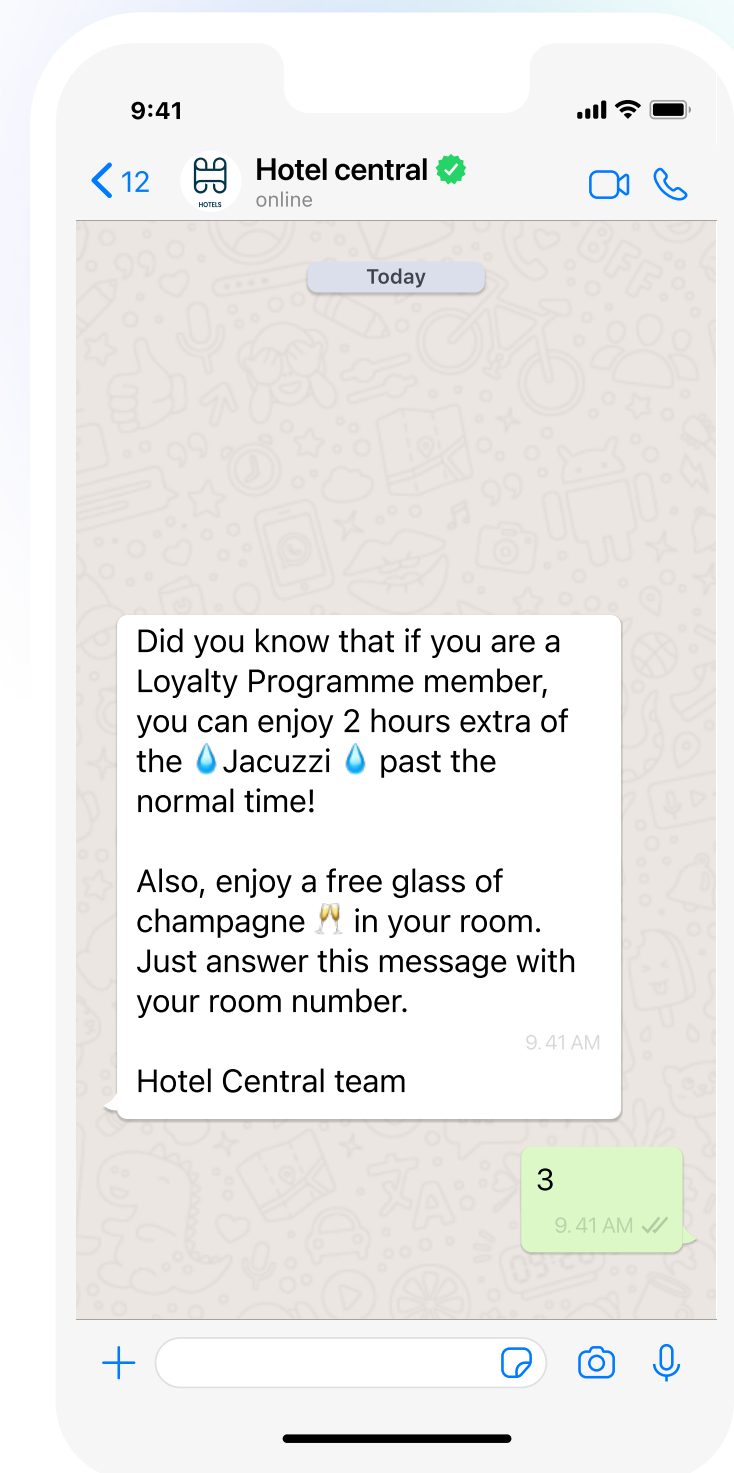 9:41
12
Hotel central
HOTELS
online
Today
Did you know that if you are a
Loyalty Programme member,
you can enjoy 2 hours extra of
the 💧Jacuzzi 💧 past the
normal time!
Also, enjoy a free glass of
champagne 🥂 in your room.
Just answer this message with
your room number.
9.41 AM
Hotel Central team
3
9.41 AM